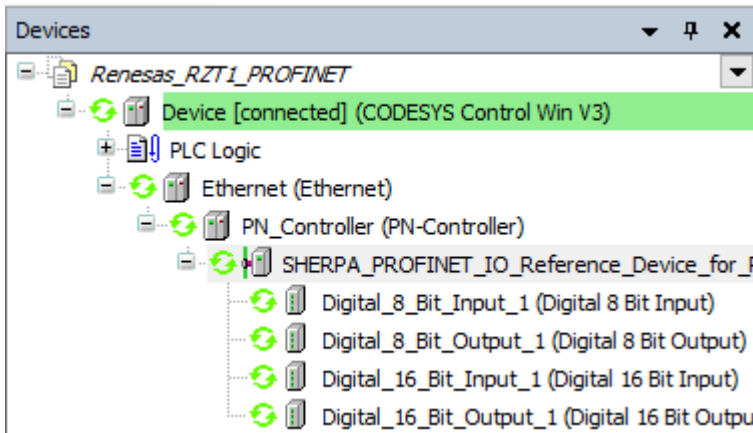 Devices
Renesas_RZT1_PROFINET
Device [connected] (CODESYS Control Win V3)
PLC Logic
Ethernet (Ethernet)
PN_Controller (PN-Controller)
SHERPA_PROFINET_IO_Reference_Device_for_
Digital_8_Bit_Input_1 (Digital 8 Bit Input)
Digital_8_Bit_Output_1 (Digital 8 Bit Output)
Digital_16_Bit_Input_1 (Digital 16 Bit Input)
Digital_16_Bit_Output_1 (Digital 16 Bit Outpu